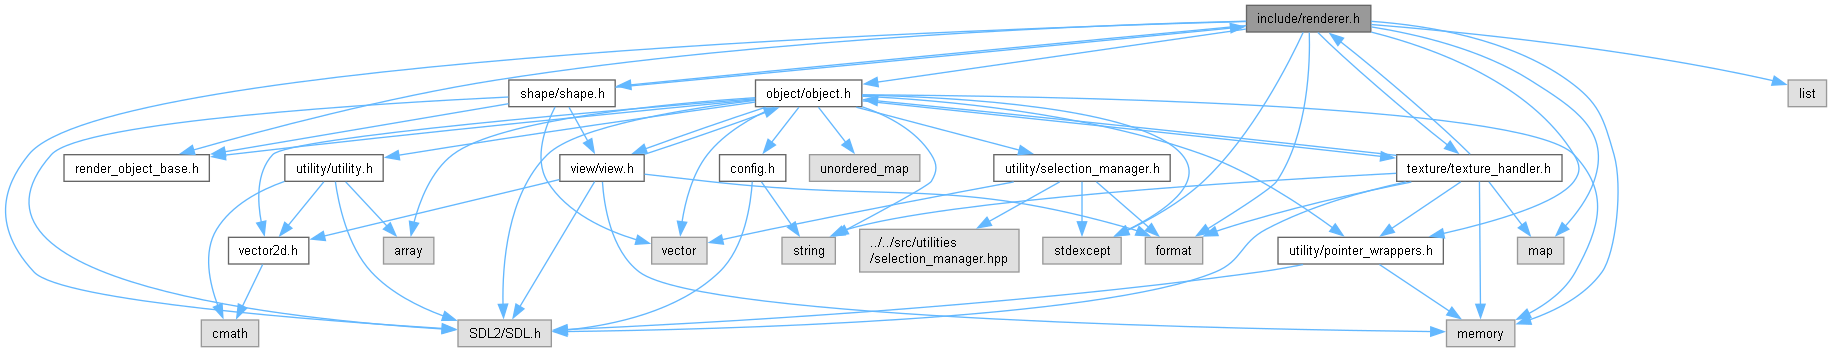 include/renderer.h
shape/shape.h
object/object.h
list
render_object_base.h
utility/utility.h
view/view.h
config.h
unordered_map
utility/selection_manager.h
texture/texture_handler.h
vector2d.h
array
vector
string
../../src/utilities
/selection_manager.hpp
stdexcept
format
utility/pointer_wrappers.h
map
cmath
SDL2/SDL.h
memory